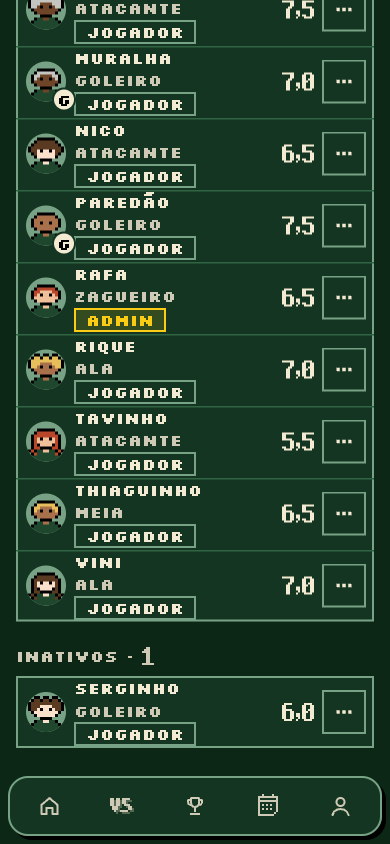 ATACANTE 7,5 ...
JOGADOR
MURALHA
GOLEIRO 7,0 ...
G JOGADOR
NICO
ATACANTE 6,5 ...
JOGADOR
PAREDÃO
GOLEIRO 7,5 ...
G JOGADOR
RAFA
ZAGUEIRO 6,5 ...
ADMIN
RIQUE
ALA 7,0 ...
JOGADOR
TAVINHO
ATACANTE 5,5 ...
JOGADOR
THIAGUINHO
MEIA 6,5 ...
JOGADOR
VINI
ALA 7,0 ...
JOGADOR
INATIVOS · 1
SERGINHO
GOLEIRO 6,0 ...
JOGADOR
VS